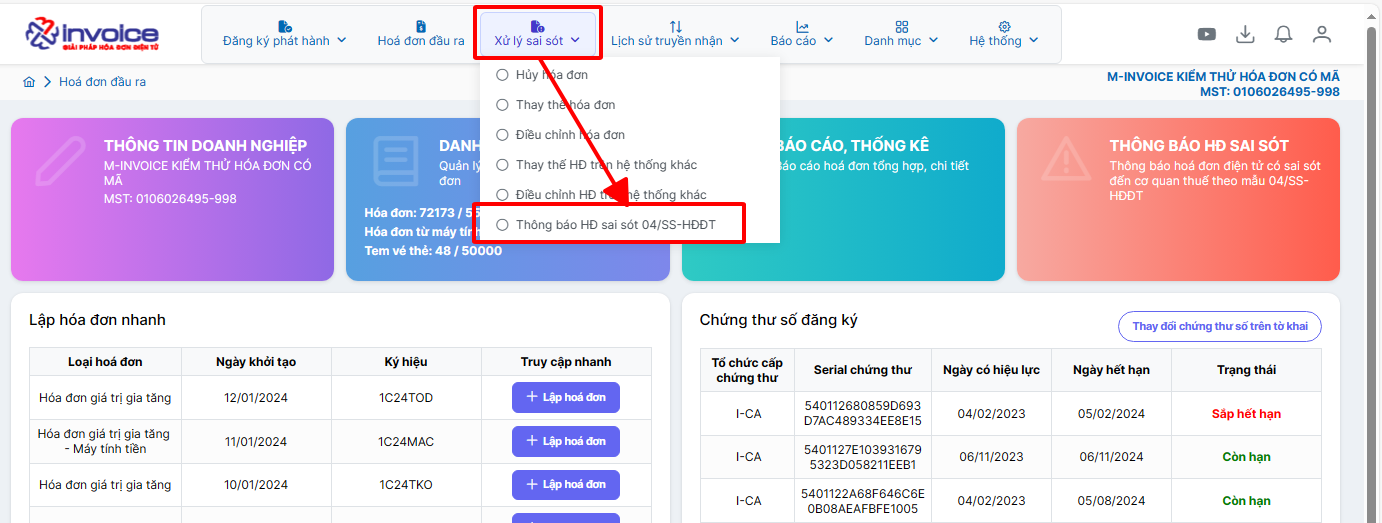 invoice
GIẢI PHÁP HÓA ĐƠN ĐIỆN TỬ
Đăng ký phát hành
Hoá đơn đầu ra
Xử lý sai sót
Lịch sử truyền nhận
Báo cáo
Danh mục
Hệ thống
Hoá đơn đầu ra
M-INVOICE KIỂM THỬ HÓA ĐƠN CÓ MÃ
MST: 0106026495-998
Hủy hóa đơn
Thay thế hóa đơn
Điều chỉnh hóa đơn
Thay thế HĐ trên hệ thống khác
Điều chỉnh HĐ hệ thống khác
Thông báo HĐ sai sót 04/SS-HĐĐT
THÔNG TIN DOANH NGHIỆP
M-INVOICE KIỂM THỬ HÓA ĐƠN CÓ
MÃ
MST: 0106026495-998
DANH
Quản lý
đơn
Hóa đơn: 72173 / 55
Hóa đơn từ máy tính
Tem vé thẻ: 48 / 50000
BÁO CÁO, THỐNG KÊ
Báo cáo hoá đơn tổng hợp, chi tiết
THÔNG BÁO HĐ SAI SÓT
Thông báo hoá đơn điện tử có sai sót
đến cơ quan thuế theo mẫu 04/SS-
HĐĐT
Lập hóa đơn nhanh
Loại hoá đơn Ngày khởi tạo Ký hiệu Truy cập nhanh
Hóa đơn giá trị gia tăng 12/01/2024 1C24TOD + Lập hoá đơn
Hóa đơn giá trị gia tăng
- Máy tính tiền 11/01/2024 1C24MAC + Lập hoá đơn
Hóa đơn giá trị gia tăng 10/01/2024 1C24TKO + Lập hoá đơn
Chứng thư số đăng ký
Thay đổi chứng thư số trên tờ khai
Tổ chức cấp
chứng thư Serial chứng thư Ngày có hiệu lực Ngày hết hạn Trạng thái
I-CA 540112680859D693
D7AC489334EE8E15 04/02/2023 05/02/2024 Sắp hết hạn
I-CA 5401127E103931679
5323D058211EEB1 06/11/2023 06/11/2024 Còn hạn
I-CA 5401122A68F646C6E
0B08AEAFBFE1005 04/02/2023 05/08/2024 Còn hạn